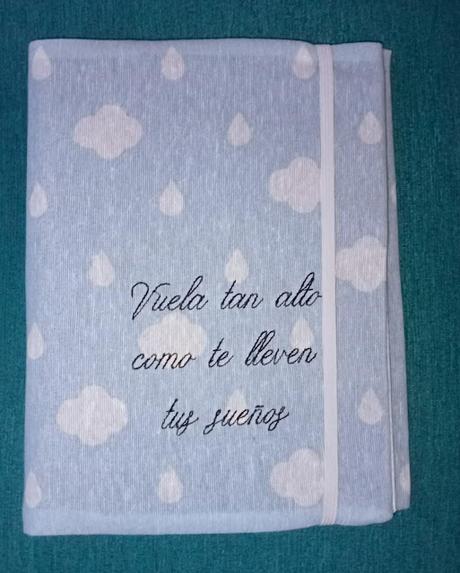 Vuela tan alto
como te lleven
tus sueños